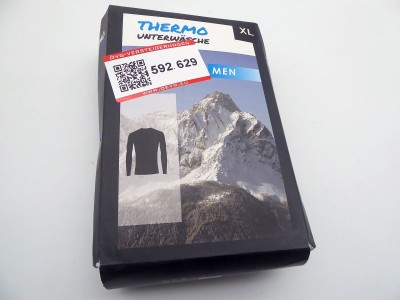 THERMO
XL
UNTERWÄSCHE
592.629
MEN